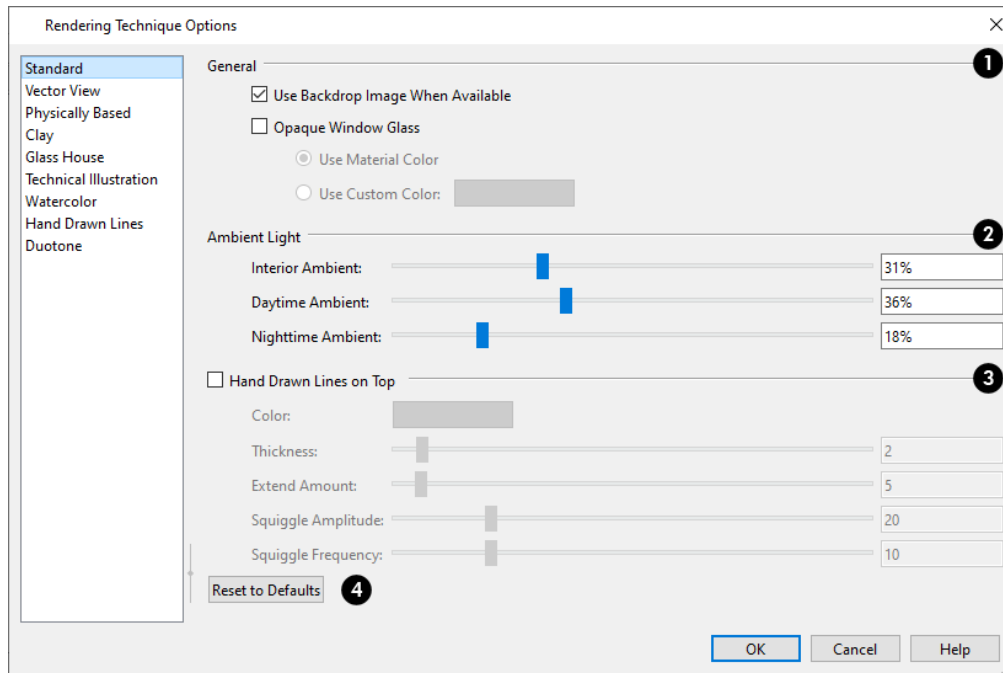 Rendering Technique Options
Standard
Vector View
Physically Based
Clay
Glass House
Technical Illustration
Watercolor
Hand Drawn Lines
Duotone
General 1
Use Backdrop Image When Available
Opaque Window Glass
Use Material Color
Use Custom Color:
Ambient Light 2
Interior Ambient: 31%
Daytime Ambient: 36%
Nighttime Ambient: 18%
Hand Drawn Lines on Top 3
Color:
Thickness: 2
Extend Amount: 5
Squiggle Amplitude: 20
Squiggle Frequency: 10
Reset to Defaults 4
OK Cancel Help